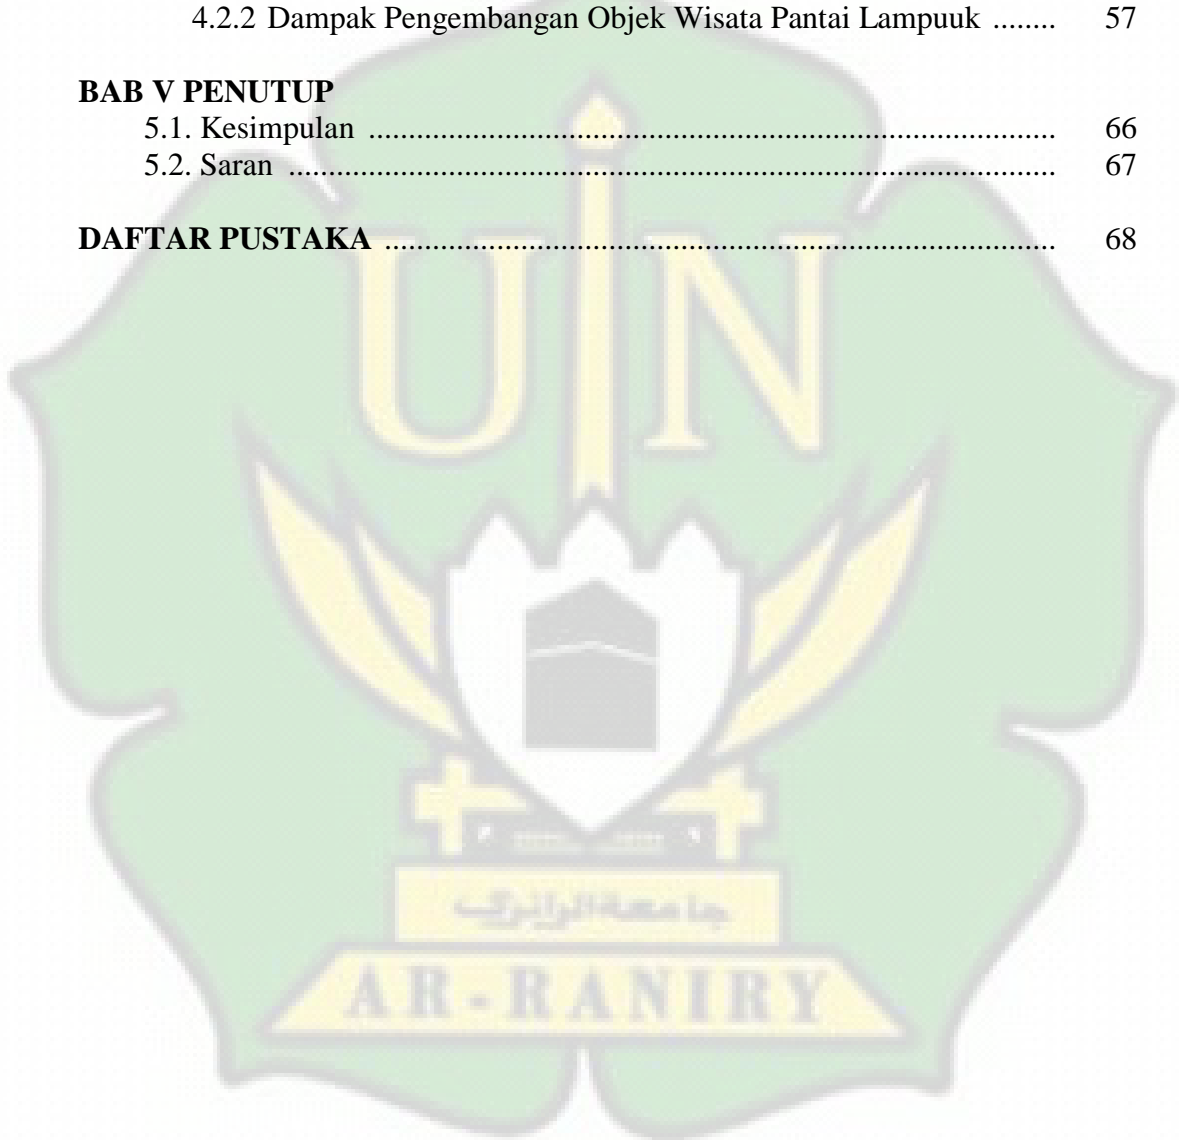 4.2.2 Dampak Pengembangan Objek Wisata Pantai Lampuuk ........ 57
BAB V PENUTUP
5.1. Kesimpulan ...................................................................................... 66
5.2. Saran ................................................................................................ 67
DAFTAR PUSTAKA .................................................................................... 68
UIN
جامعة الرانري
AR-RANIRY